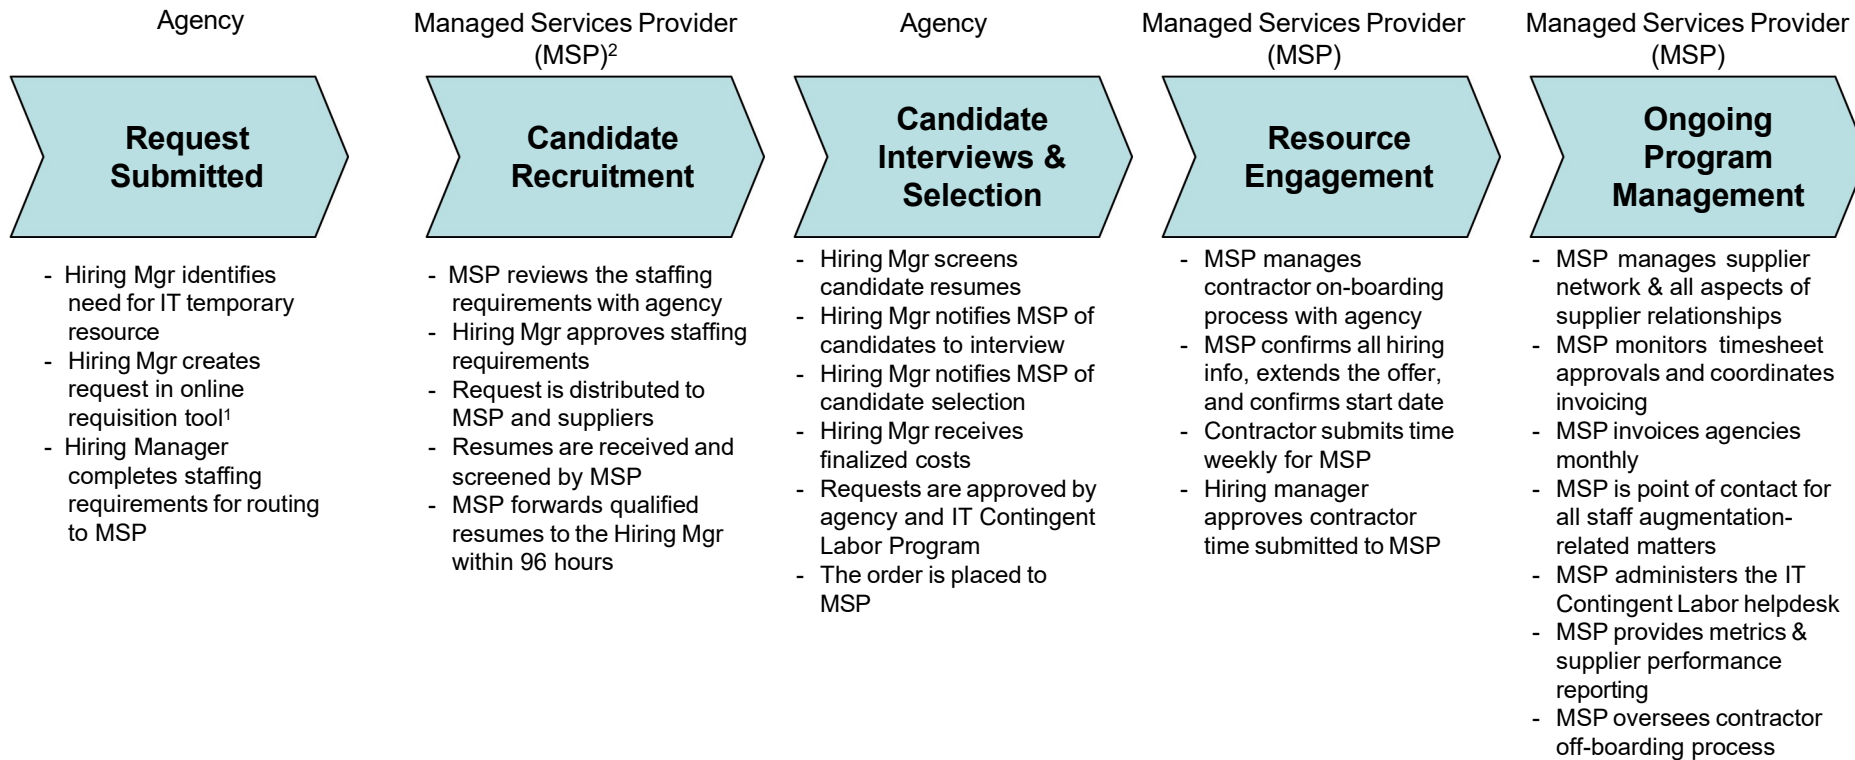 Agency
Request
Submitted
- Hiring Mgr identifies
need for IT temporary
resource
- Hiring Mgr creates
request in online
requisition tool¹
- Hiring Manager
completes staffing
requirements for routing
to MSP
Managed Services Provider
(MSP)²
Candidate
Recruitment
- MSP reviews the staffing
requirements with agency
- Hiring Mgr approves staffing
requirements
- Request is distributed to
MSP and suppliers
- Resumes are received and
screened by MSP
- MSP forwards qualified
resumes to the Hiring Mgr
within 96 hours
Agency
Candidate
Interviews &
Selection
- Hiring Mgr screens
candidate resumes
- Hiring Mgr notifies MSP of
candidates to interview
- Hiring Mgr notifies MSP of
candidate selection
- Hiring Mgr receives
finalized costs
- Requests are approved by
agency and IT Contingent
Labor Program
- The order is placed to
MSP
Managed Services Provider
(MSP)
Resource
Engagement
- MSP manages
contractor on-boarding
process with agency
- MSP confirms all hiring
info, extends the offer,
and confirms start date
- Contractor submits time
weekly for MSP
- Hiring manager
approves contractor
time submitted to MSP
Managed Services Provider
(MSP)
Ongoing
Program
Management
- MSP manages supplier
network & all aspects of
supplier relationships
- MSP monitors timesheet
approvals and coordinates
invoicing
- MSP invoices agencies
monthly
- MSP is point of contact for
all staff augmentation-
related matters
- MSP administers the IT
Contingent Labor helpdesk
- MSP provides metrics &
supplier performance
reporting
- MSP oversees contractor
off-boarding process